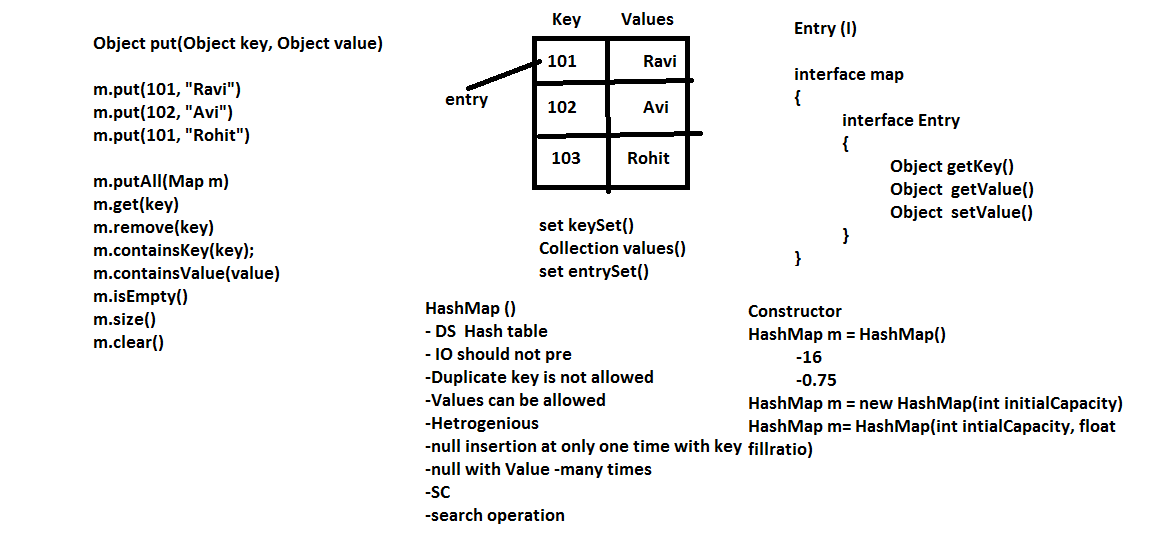 Object put(Object key, Object value)
m.put(101, "Ravi")
m.put(102, "Avi")
m.put(101, "Rohit")
m.putAll(Map m)
m.get(key)
m.remove(key)
m.containsKey(key);
m.containsValue(value)
m.isEmpty()
m.size()
m.clear()
Key Values
101 Ravi
entry
102 Avi
103 Rohit
set keySet()
Collection values()
set entrySet()
HashMap ()
- DS Hash table
- IO should not pre
-Duplicate key is not allowed
-Values can be allowed
-Hetrogenious
-null insertion at only one time with key
-null with Value -many times
-SC
-search operation
Entry (I)
interface map
{
interface Entry
{
Object getKey()
Object getValue()
Object setValue()
}
}
Constructor
HashMap m = HashMap()
-16
-0.75
HashMap m = new HashMap(int initialCapacity)
HashMap m= HashMap(int intialCapacity, float
fillratio)